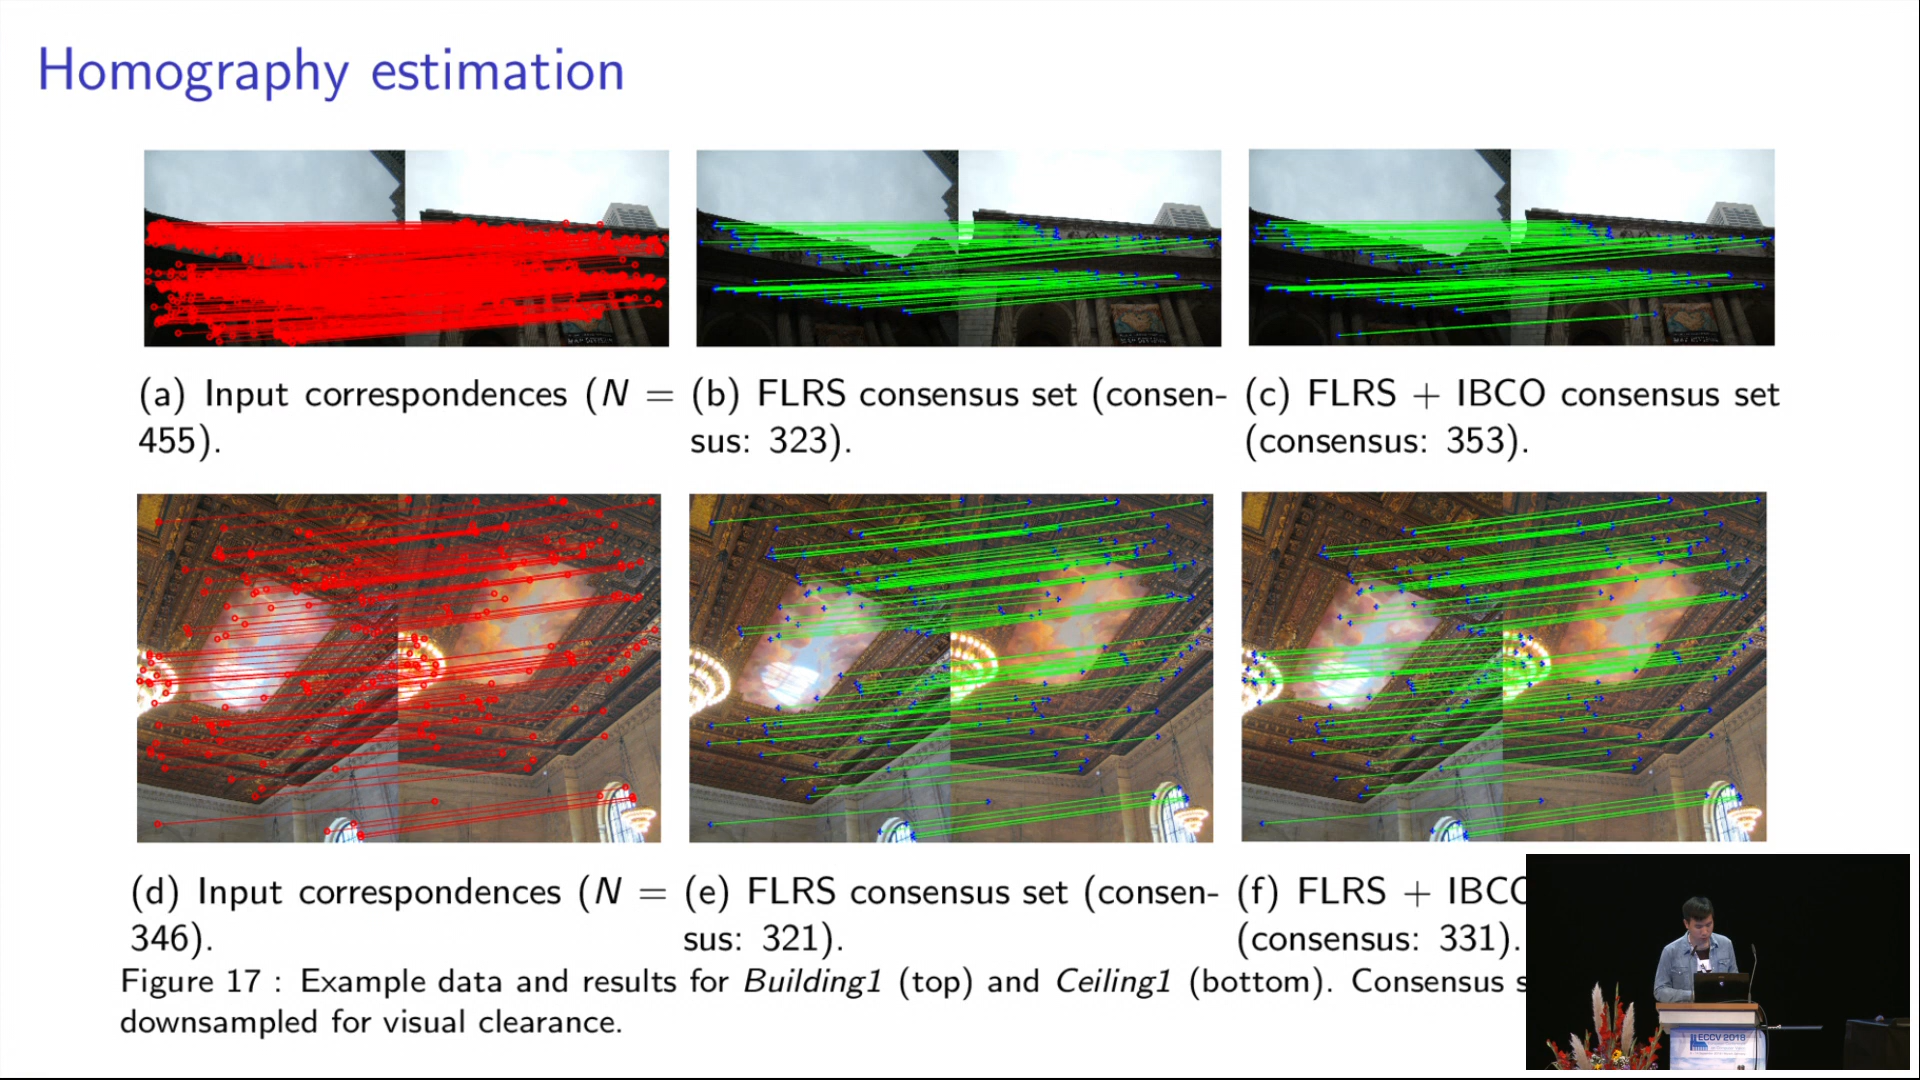 Homography estimation
(a) Input correspondences (N =
455).
(b) FLRS consensus set (consen-
sus: 323).
(c) FLRS + IBCO consensus set
(consensus: 353).
(d) Input correspondences (N =
346).
(e) FLRS consensus set (consen-
sus: 321).
(f) FLRS + IBCO
(consensus: 331).
Figure 17 : Example data and results for Building1 (top) and Ceiling1 (bottom). Consensus s
downsampled for visual clearance.
ECCV 2018